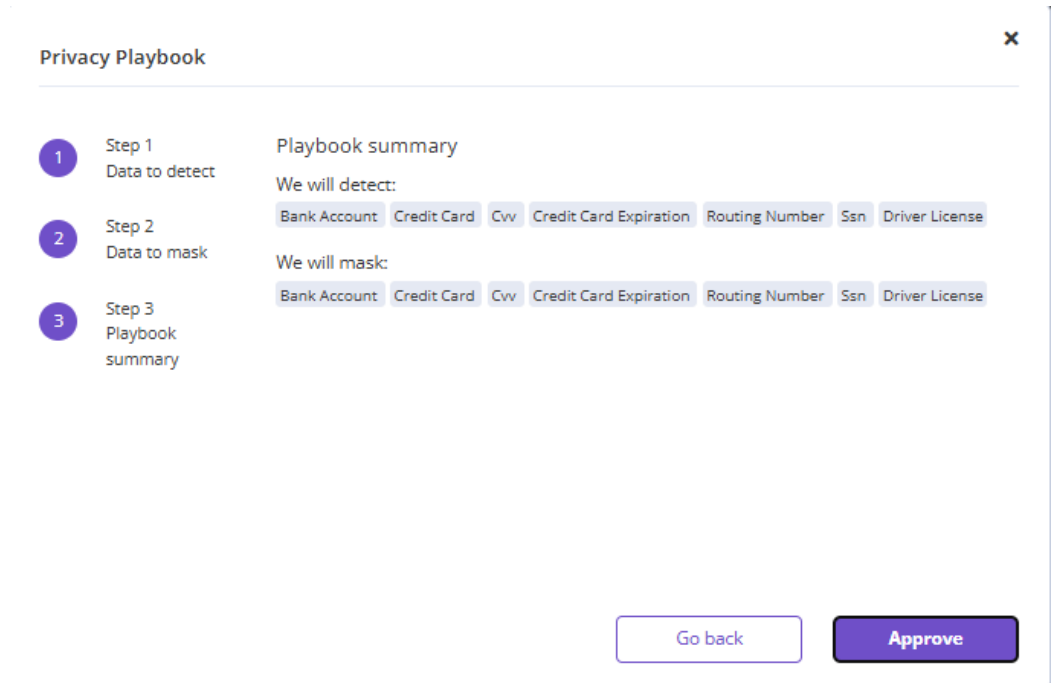 Privacy Playbook
×
1
Step 1
Data to detect
2
Step 2
Data to mask
3
Step 3
Playbook
summary
Playbook summary
We will detect:
Bank Account Credit Card Cvv Credit Card Expiration Routing Number Ssn Driver License
We will mask:
Bank Account Credit Card Cvv Credit Card Expiration Routing Number Ssn Driver License
Go back
Approve